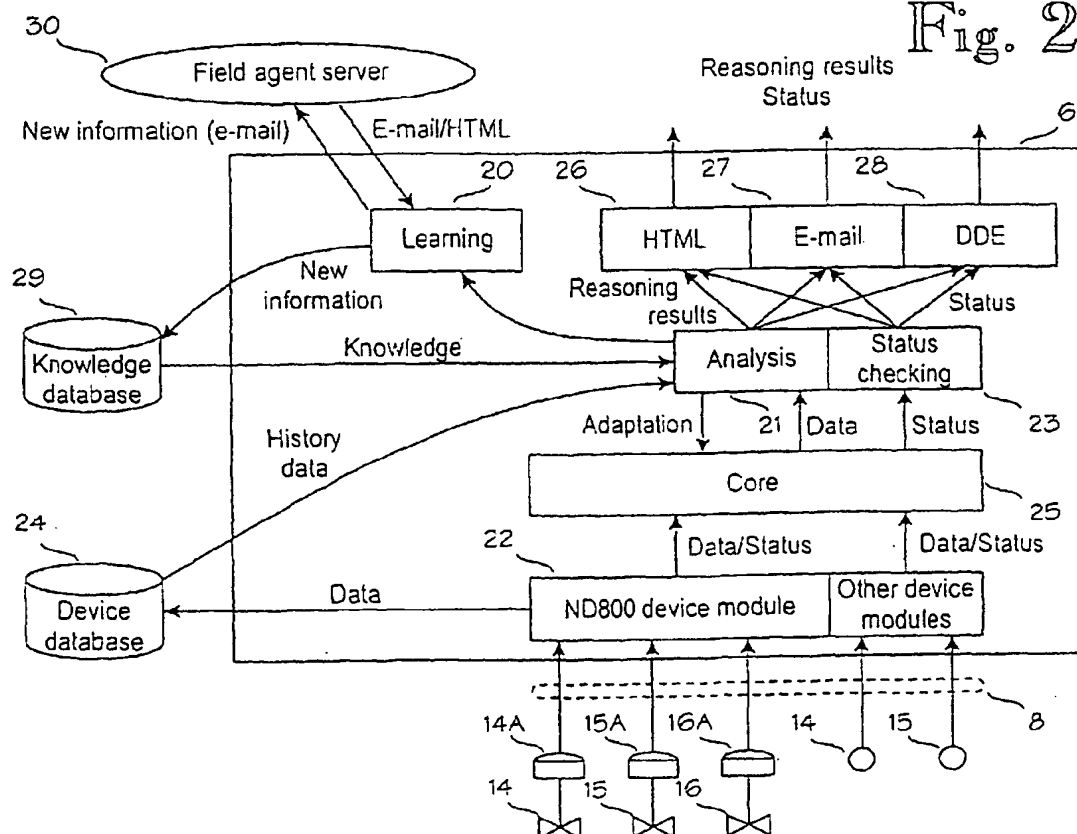 Fig. 2
30
Field agent server
Reasoning results
Status
New information (e-mail)
E-mail/HTML
6
20
26
27
28
Learning
HTML
E-mail
DDE
29
New
information
Reasoning
results
Status
Knowledge
database
Knowledge
Analysis
Status
checking
History
data
Adaptation
21
Data
Status
23
Core
25
24
22
Data/Status
Data/Status
Device
database
Data
ND800 device module
Other device
modules
8
14A
15A
16A
14
15
14
15
16